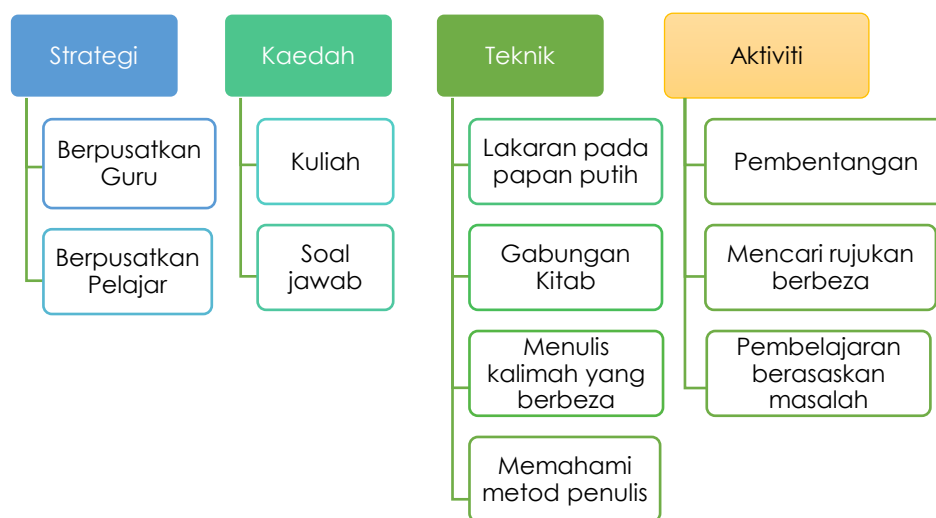 Strategi
Berpusatkan
Guru
Berpusatkan
Pelajar
Kaedah
Kuliah
Soal
jawab
Teknik
Lakaran pada
papan putih
Gabungan
Kitab
Menulis
kalimah yang
berbeza
Memahami
metod penulis
Aktiviti
Pembentangan
Mencari rujukan
berbeza
Pembelajaran
berasaskan
masalah